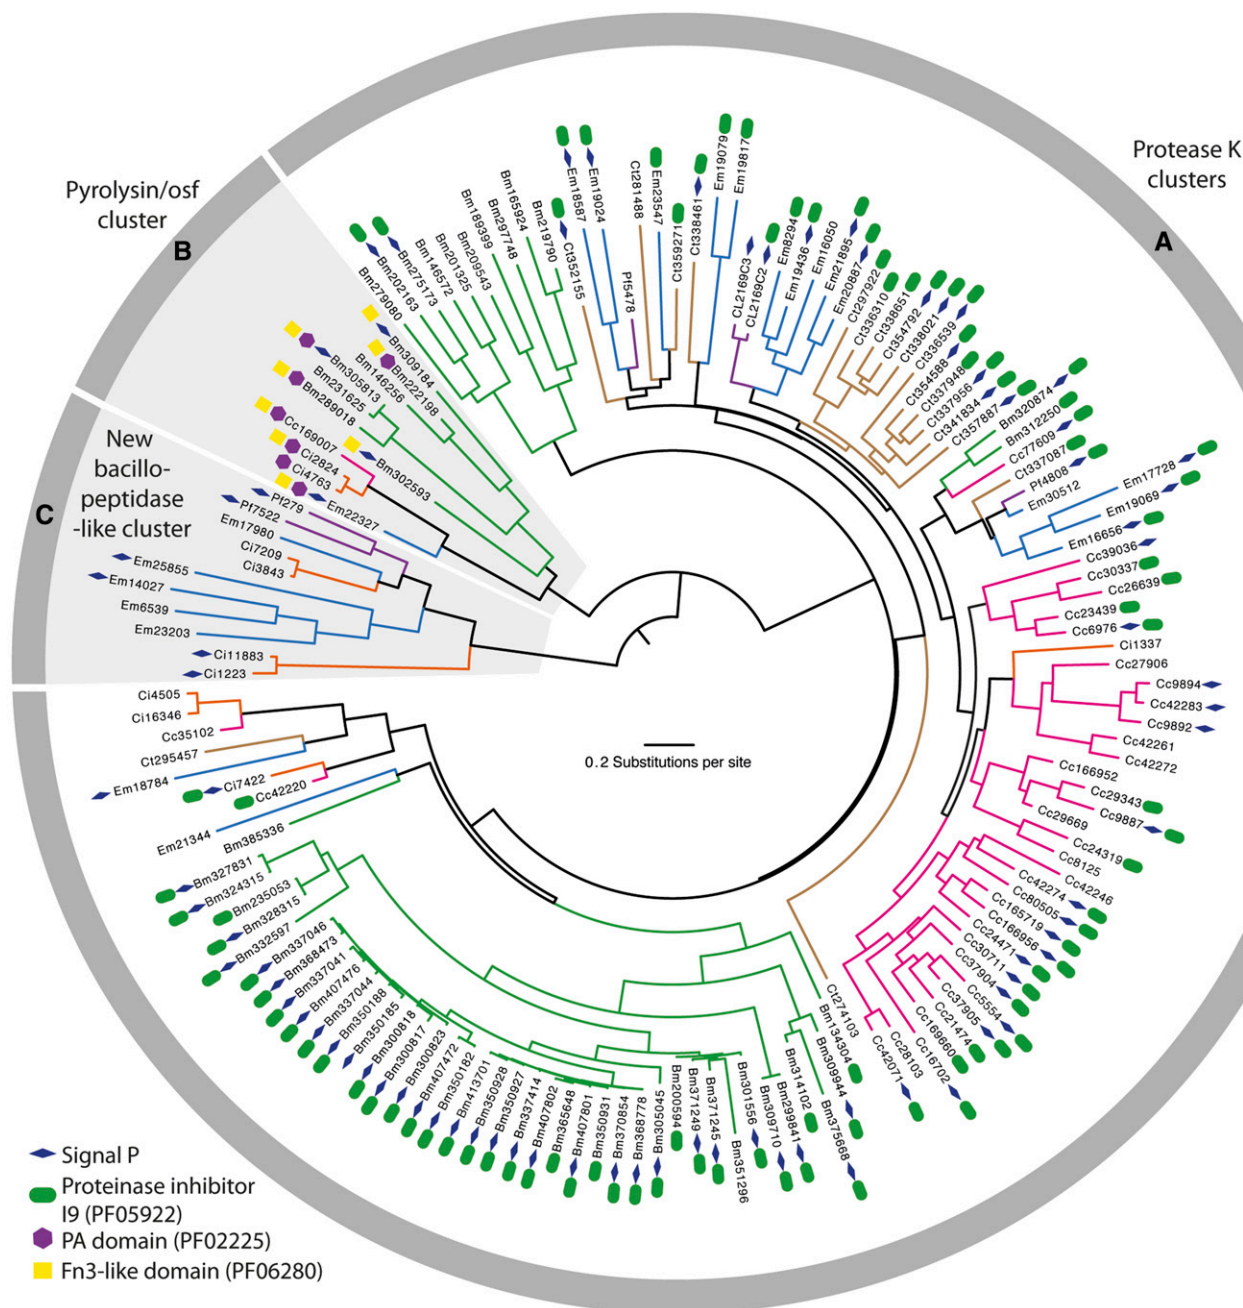 Pyrolysin/osf
cluster
B
Protease K
clusters
A
New
bacillo-
peptidase
-like cluster
C
Bm279080
Bm202163
Bm275173
Bm146572
Bm201325
Bm209543
Bm189399
Bm297748
Bm165924
Bm219790
Ct352155
Em18587
Em19024
Pf5478
Ct281488
Em23547
Ct359271
Ct338461
Em19079
Em19817
CL2169C3
CL2169C2
Em8294
Em19436
Em16050
Em21895
Em20887
Ct297922
Ct336310
Ct338651
Ct354792
Ct338021
Ct336539
Ct354588
Ct337948
Ct337956
Ct341834
Ct357887
Bm320874
Bm312250
Cc77609
Ct337087
Pf4808
Em30512
Em17728
Em19069
Em16656
Cc39036
Cc30337
Cc26639
Cc23439
Cc6976
Ci1337
Cc27906
Cc9894
Cc42283
Cc9892
Cc42261
Cc42272
Cc166952
Cc29343
Cc9887
Cc29669
Cc24319
Cc8125
Cc42246
Cc42274
Cc80505
Cc165719
Cc166956
Cc24471
Cc30711
Cc37904
Cc5554
Cc37905
Cc21474
Cc169660
Cc16702
Cc28103
Cc42071
Ct274103
Bm134304
Bm309944
Bm375668
Bm314102
Bm299841
Bm309710
Bm301556
Bm351296
Bm371245
Bm371249
Bm200594
Bm305045
Bm368778
Bm370854
Bm350931
Bm407801
Bm365648
Bm407802
Bm337414
Bm350927
Bm350928
Bm413701
Bm350192
Bm407472
Bm300823
Bm300817
Bm300818
Bm350185
Bm350188
Bm337044
Bm407476
Bm337041
Bm368473
Bm337046
Bm332597
Bm328315
Bm235053
Bm324315
Bm327831
Bm385336
Em21344
Cc42220
Ci7422
Em18784
Ct295457
Cc35102
Ci16346
Ci4505
Ci1223
Ci11883
Em23203
Em6539
Em14027
Em25855
Ci3843
Ci7209
Em17980
Pf7522
Pf279
Em22327
Ci4763
Ci2824
Cc169007
Bm302593
Bm289018
Bm231625
Bm305813
Bm146256
Bm222198
Bm309184
0.2 Substitutions per site
Signal P
Proteinase inhibitor
I9 (PF05922)
PA domain (PF02225)
Fn3-like domain (PF06280)